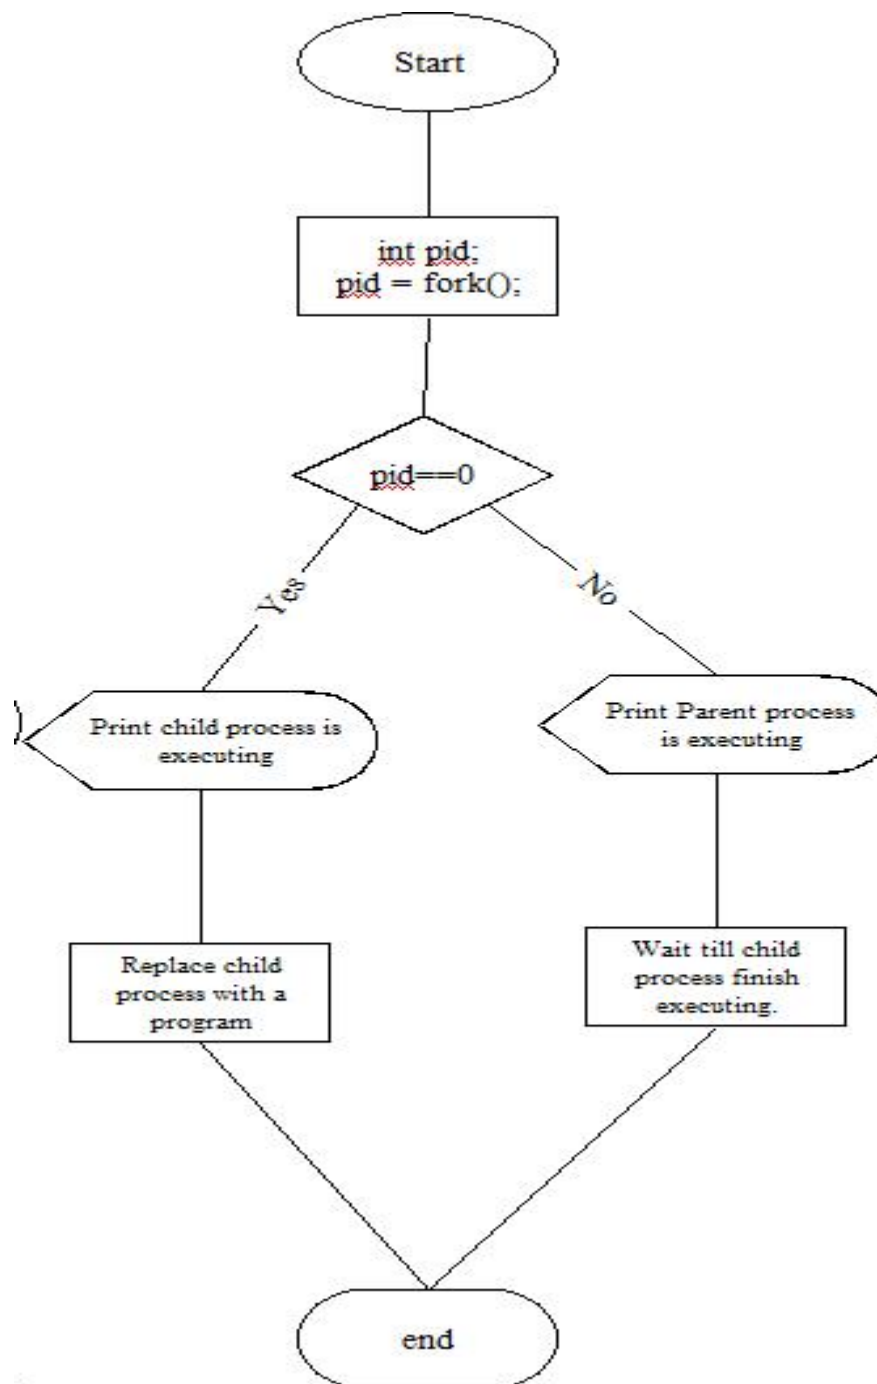 Start
int pid;
pid = fork();
pid==0
Yes
No
Print child process is
executing
Print Parent process
is executing
Replace child
process with a
program
Wait till child
process finish
executing.
end